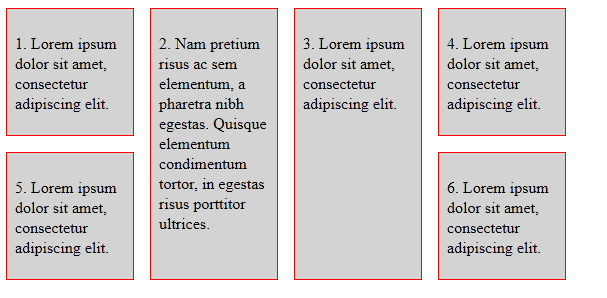 1. Lorem ipsum
dolor sit amet,
consectetur
adipiscing elit.
2. Nam pretium
risus ac sem
elementum, a
pharetra nibh
egestas. Quisque
elementum
condimentum
tortor, in egestas
risus porttitor
ultrices.
3. Lorem ipsum
dolor sit amet,
consectetur
adipiscing elit.
4. Lorem ipsum
dolor sit amet,
consectetur
adipiscing elit.
5. Lorem ipsum
dolor sit amet,
consectetur
adipiscing elit.
6. Lorem ipsum
dolor sit amet,
consectetur
adipiscing elit.